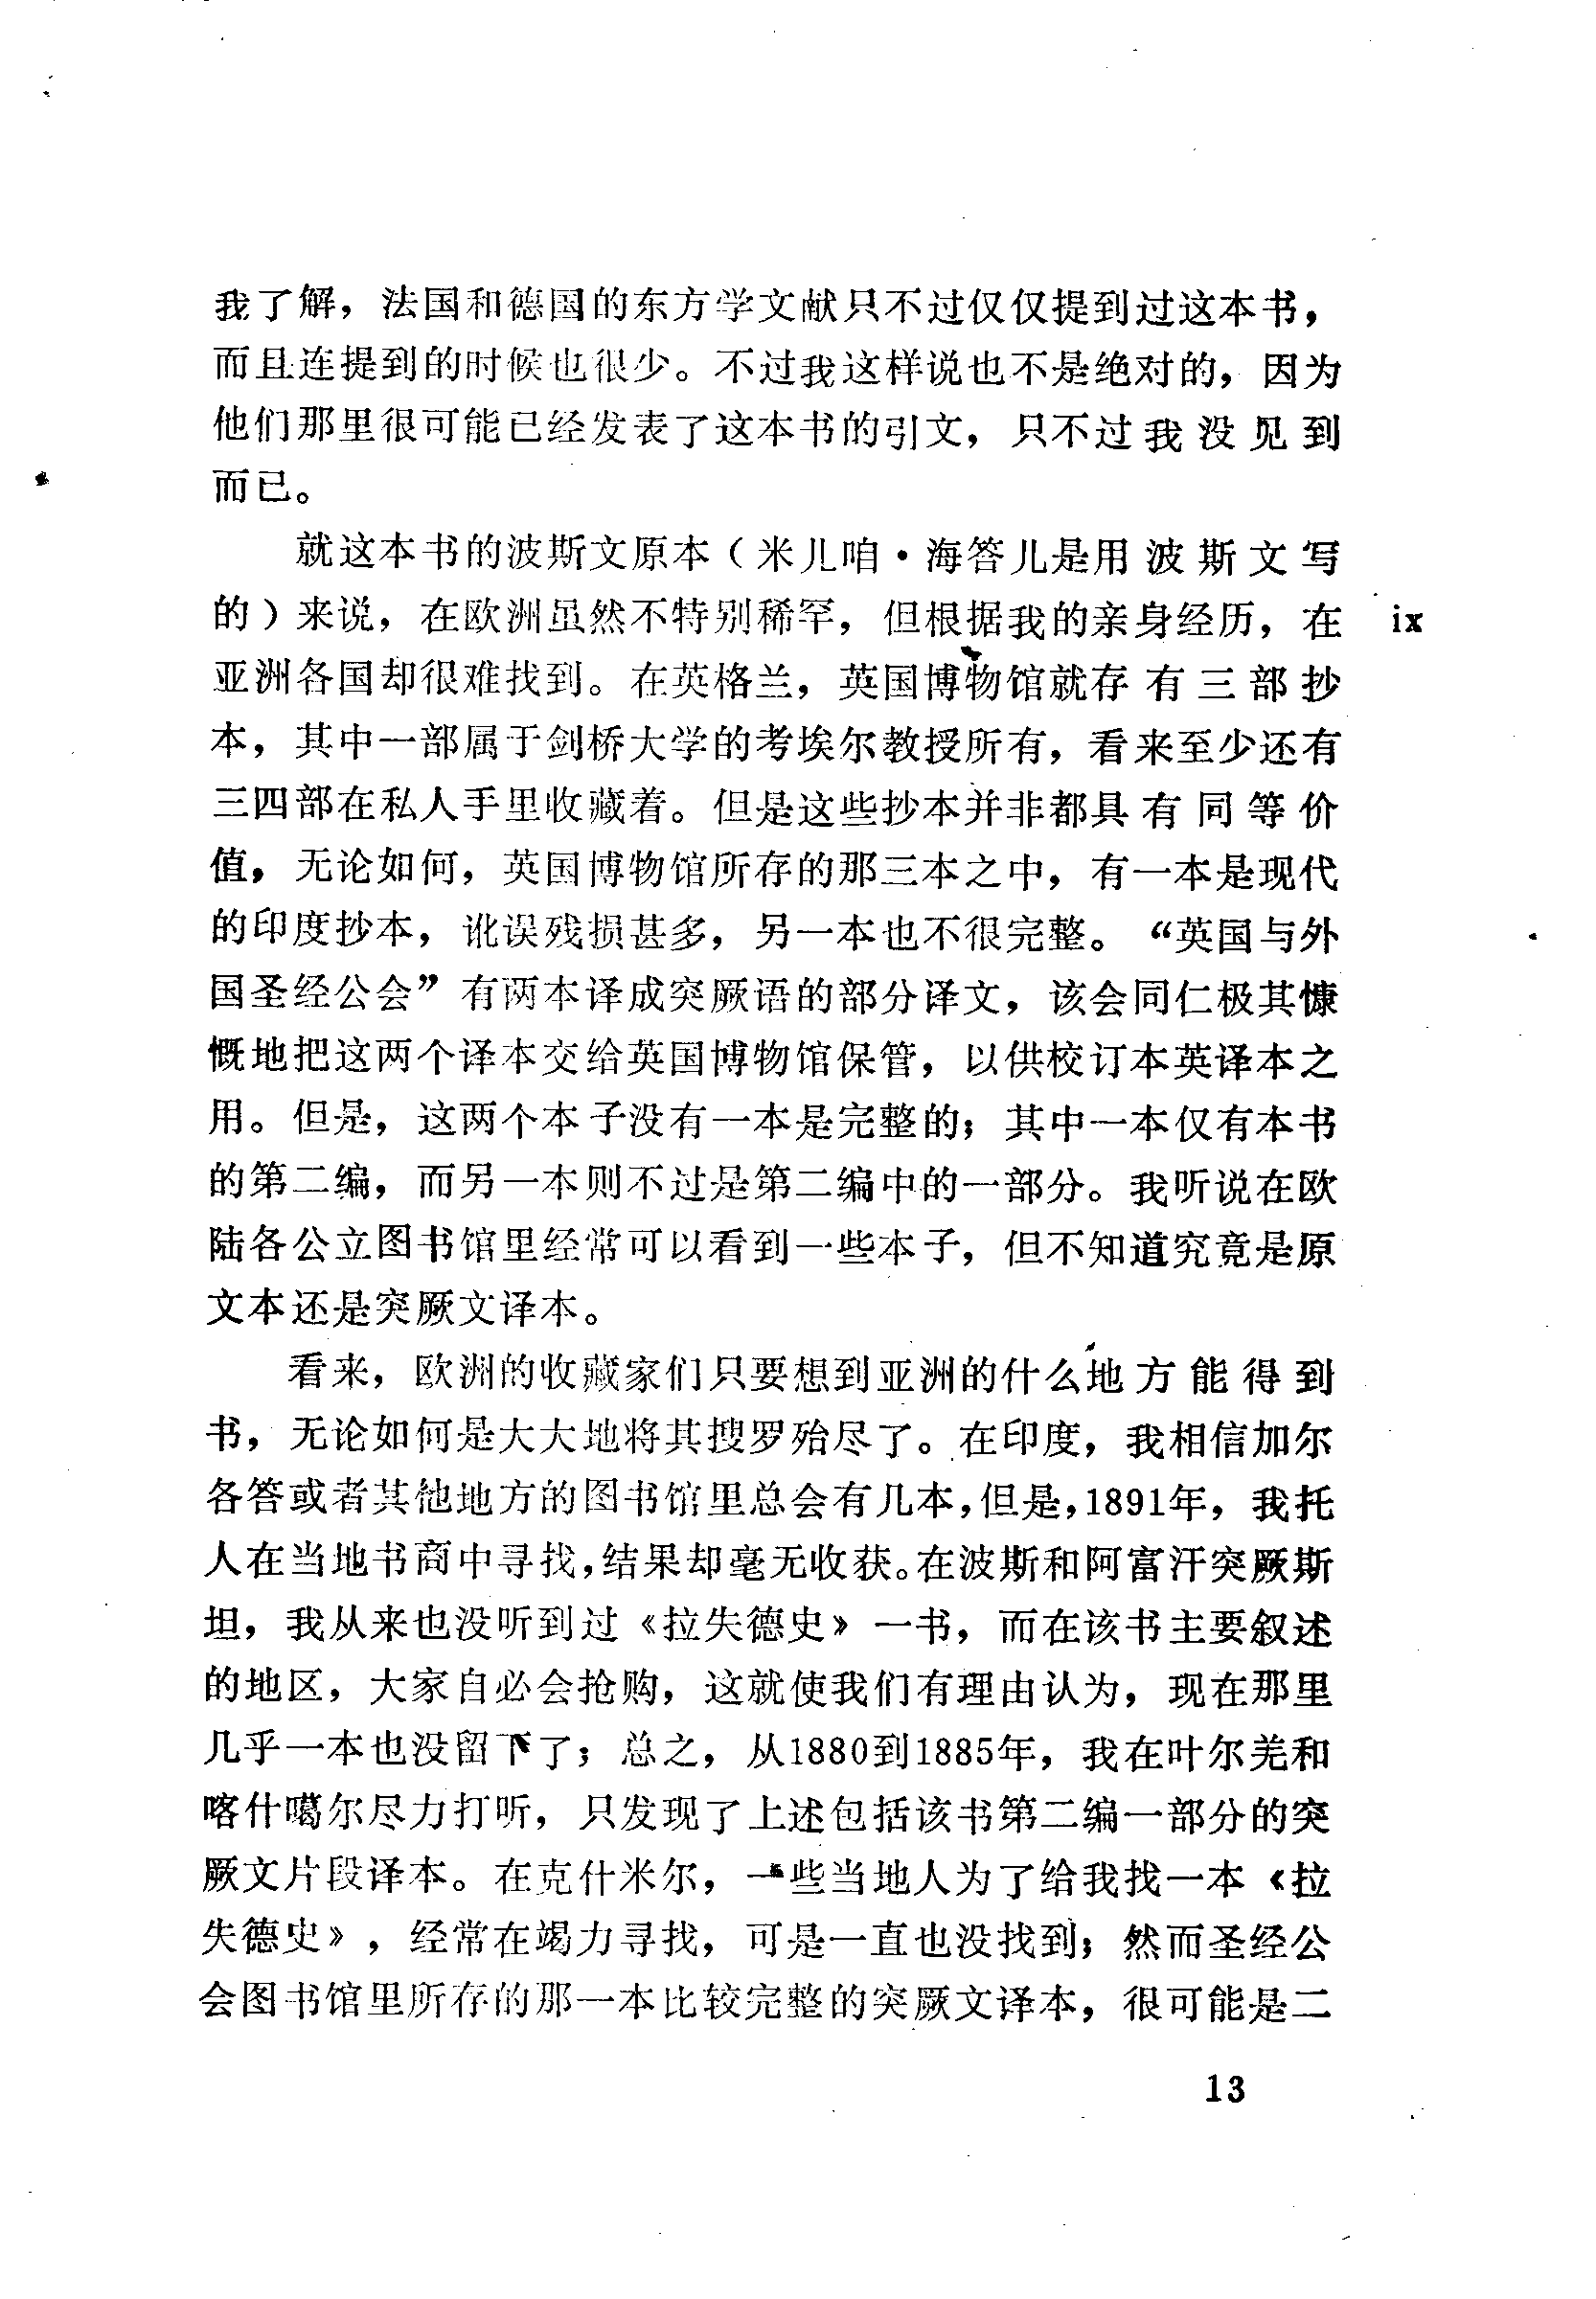 我了解，法国和德国的东方学文献只不过仅仅提到过这本书，
而且连提到的时候也很少。不过我这样说也不是绝对的，因为
他们那里很可能已经发表了这本书的引文，只不过我没见到
而已。
就这本书的波斯文原本（米儿咱·海答儿是用波斯文写
的）来说，在欧洲虽然不特别稀罕，但根据我的亲身经历，在 ix
亚洲各国却很难找到。在英格兰，英国博物馆就存有三部抄
本，其中一部属于剑桥大学的考埃尔教授所有，看来至少还有
三四部在私人手里收藏着。但是这些抄本并非都具有同等价
值，无论如何，英国博物馆所存的那三本之中，有一本是现代
的印度抄本，讹误残损甚多，另一本也不很完整。“英国与外
国圣经公会”有两本译成突厥语的部分译文，该会同仁极其慷
慨地把这两个译本交给英国博物馆保管，以供校订本英译本之
用。但是，这两个本子没有一本是完整的；其中一本仅有本书
的第二编，而另一本则不过是第二编中的一部分。我听说在欧
陆各公立图书馆里经常可以看到一些本子，但不知道究竟是原
文本还是突厥文译本。
看来，欧洲的收藏家们只要想到亚洲的什么地方能得到
书，无论如何是大大地将其搜罗殆尽了。在印度，我相信加尔
各答或者其他地方的图书馆里总会有几本，但是，1891年，我托
人在当地书商中寻找，结果却毫无收获。在波斯和阿富汗突厥斯
坦，我从来也没听到过《拉失德史》一书，而在该书主要叙述
的地区，大家自必会抢购，这就使我们有理由认为，现在那里
几乎一本也没留下了；总之，从1880到1885年，我在叶尔羌和
喀什噶尔尽力打听，只发现了上述包括该书第二编一部分的突
厥文片段译本。在克什米尔，一些当地人为了给我找一本《拉
失德史》，经常在竭力寻找，可是一直也没找到；然而圣经公
会图书馆里所存的那一本比较完整的突厥文译本，很可能是二
13